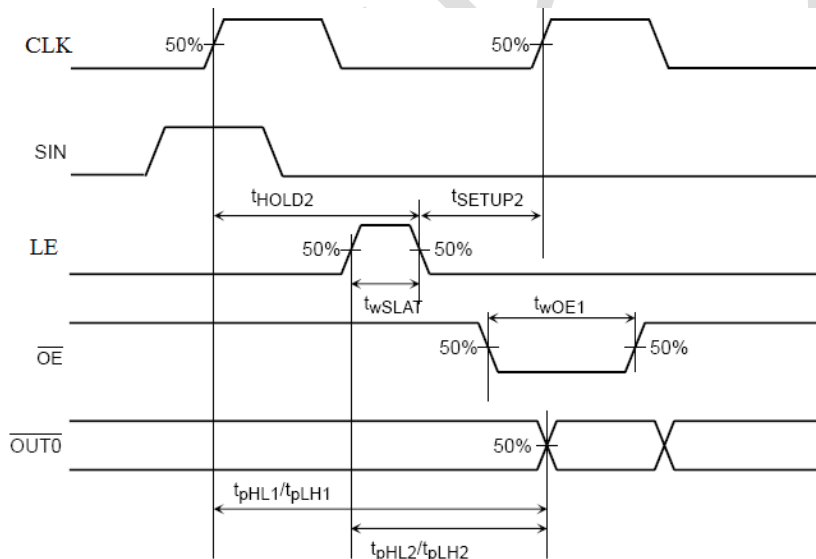 CLK
50%
50%
SIN
tHOLD2
tSETUP2
LE
50%
50%
twSLAT
twOE1
OE
50%
50%
OUT0
50%
tpHL1/tpLH1
tpHL2/tpLH2